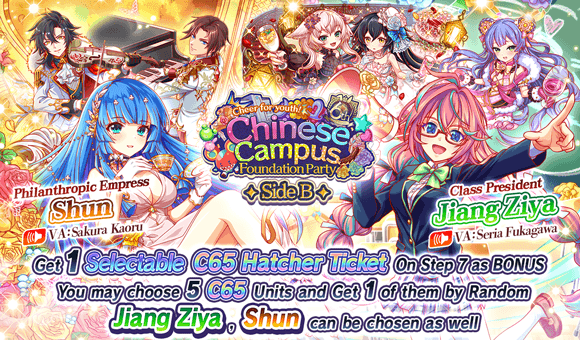 Cheer for youth!
Chinese
Campus
Foundation Party
Side B
Philanthropic Empress
Shun
VA:Sakura Kaoru
Class President
Jiang Ziya
VA:Seria Fukagawa
Get 1 Selectable C65 Hatcher Ticket On Step 7 as BONUS
You may choose 5 C65 Units and Get 1 of them by Random
Jiang Ziya , Shun can be chosen as well